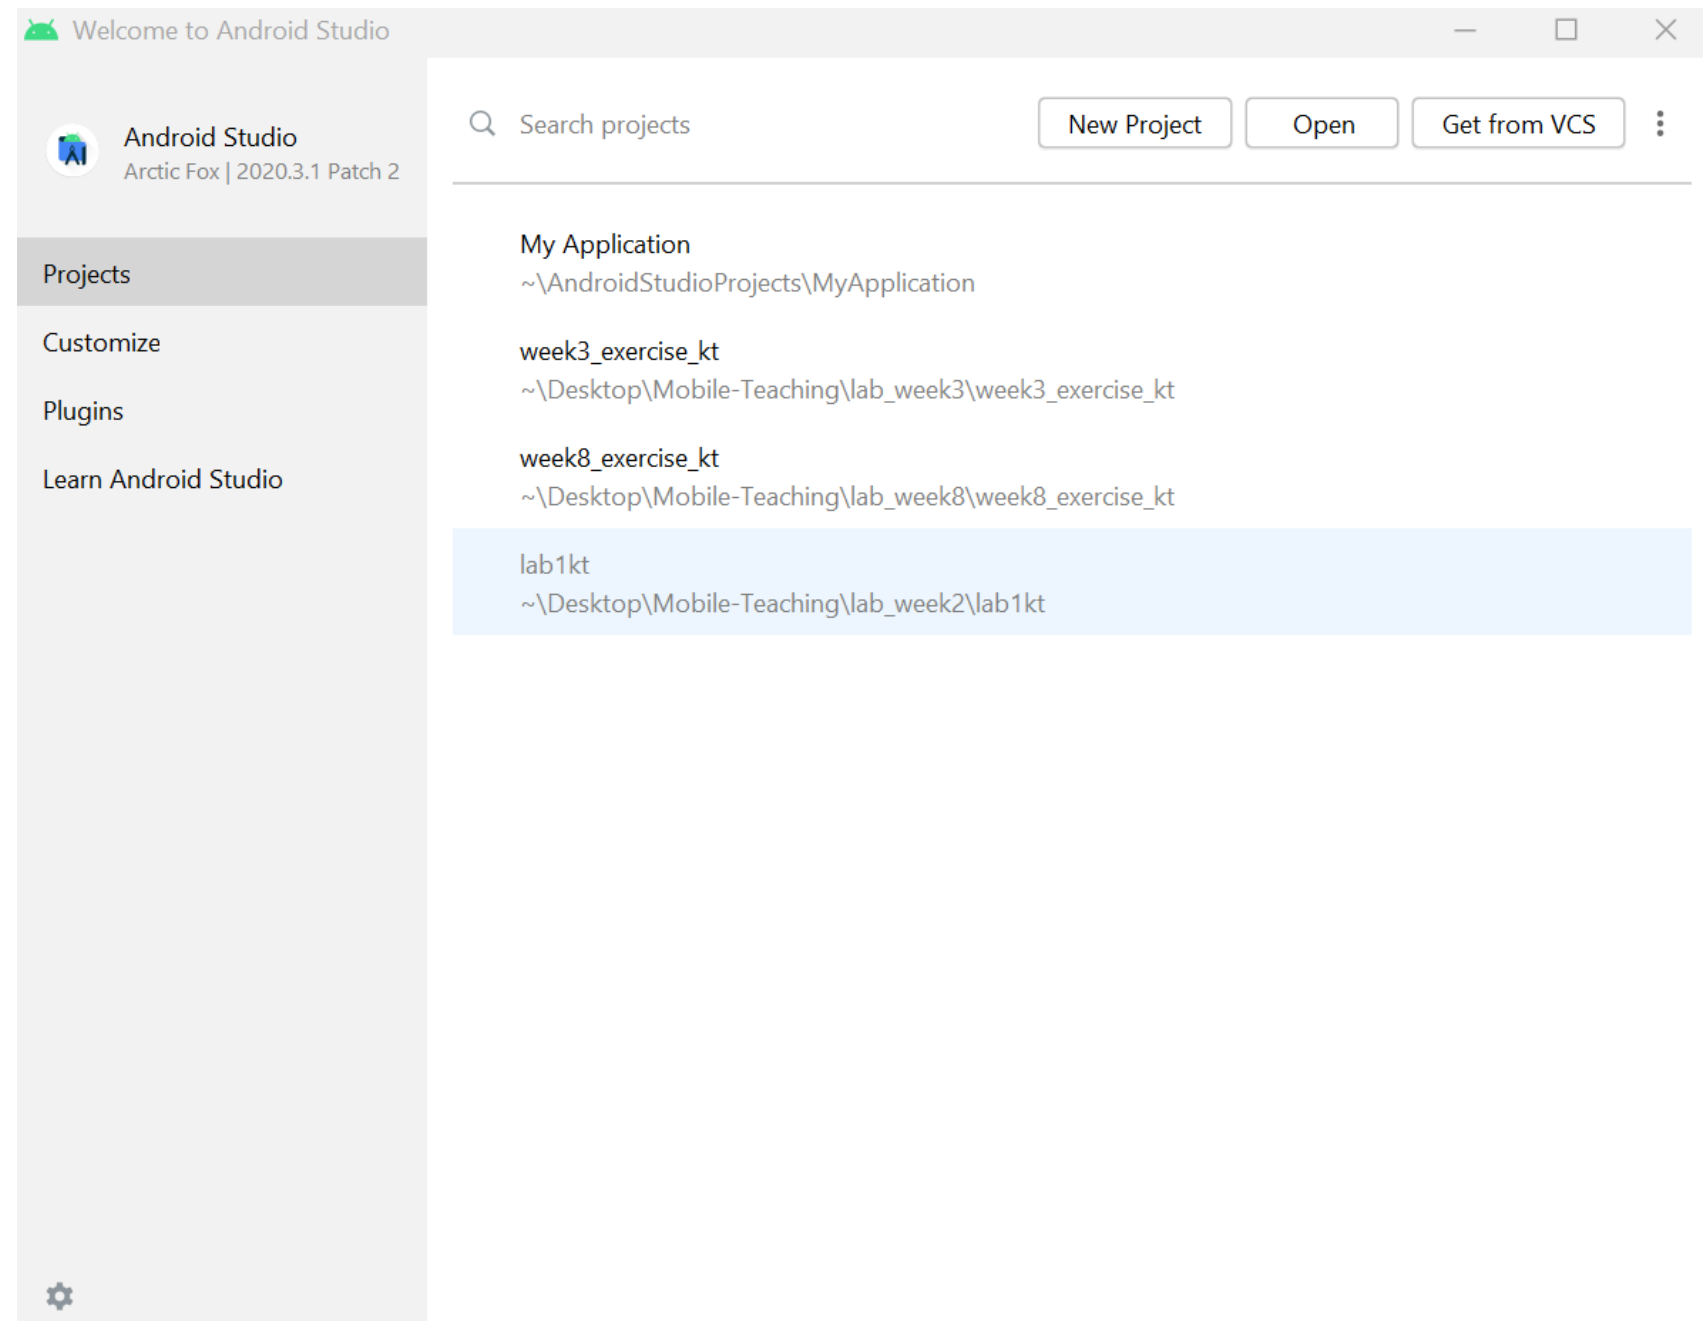 Welcome to Android Studio
Android Studio
Arctic Fox | 2020.3.1 Patch 2
Projects
Customize
Plugins
Learn Android Studio
Search projects
New Project
Open
Get from VCS
My Application
~\AndroidStudioProjects\MyApplication
week3_exercise_kt
~\Desktop\Mobile-Teaching\lab_week3\week3_exercise_kt
week8_exercise_kt
~\Desktop\Mobile-Teaching\lab_week8\week8_exercise_kt
lab1kt
~\Desktop\Mobile-Teaching\lab_week2\lab1kt